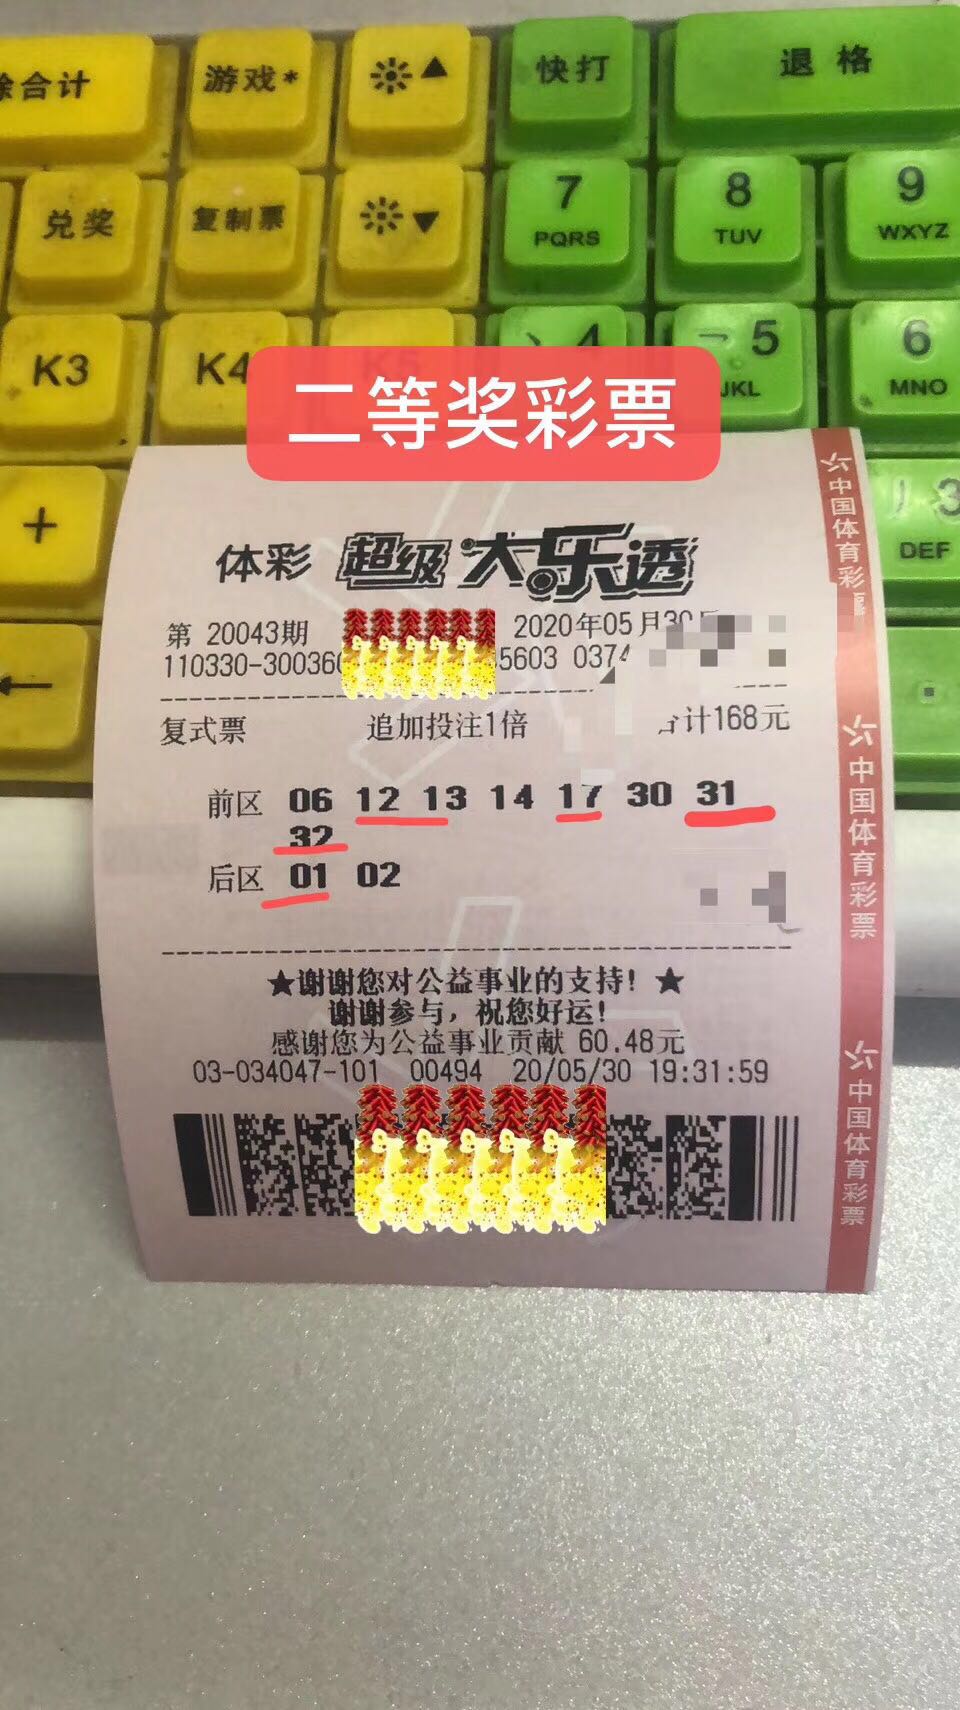 除合计
游戏*
快打
退格
兑奖
复制票
7
PQRS
8
TUV
9
WXYZ
K3
K4
K5
4
5
JKL
6
MNO
二等奖彩票
+
3
DEF
体彩 超级大乐透
第 20043期 2020年05月30
110330-300360 5603 0374
复式票 追加投注1倍 合计168元
前区 06 12 13 14 17 30 31
32
后区 01 02
★谢谢您对公益事业的支持!★
谢谢参与,祝您好运!
感谢您为公益事业贡献 60.48元
03-034047-101 00494 20/05/30 19:31:59
中国体育彩票
中国体育彩票
中国体育彩票